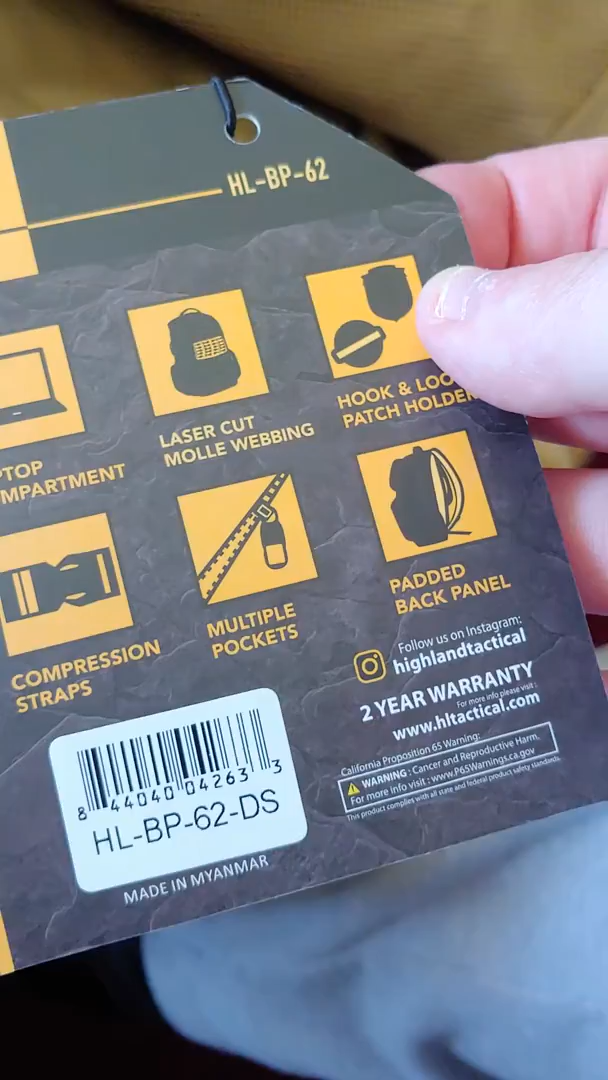 HL-BP-62
HOOK & LOO
PATCH HOLDER
LASER CUT
MOLLE WEBBING
PTOP
MPARTMENT
PADDED
BACK PANEL
MULTIPLE
POCKETS
COMPRESSION
STRAPS
Follow us on Instagram:
highlandtactical
2 YEAR WARRANTY
For more info please visit :
www.hltactical.com
California Proposition 65 Warning:
WARNING : Cancer and Reproductive Harm.
For more info visit : www.P65Warnings.ca.gov
This product complies with all state and federal product safety standards.
8 44040 04263 3
HL-BP-62-DS
MADE IN MYANMAR